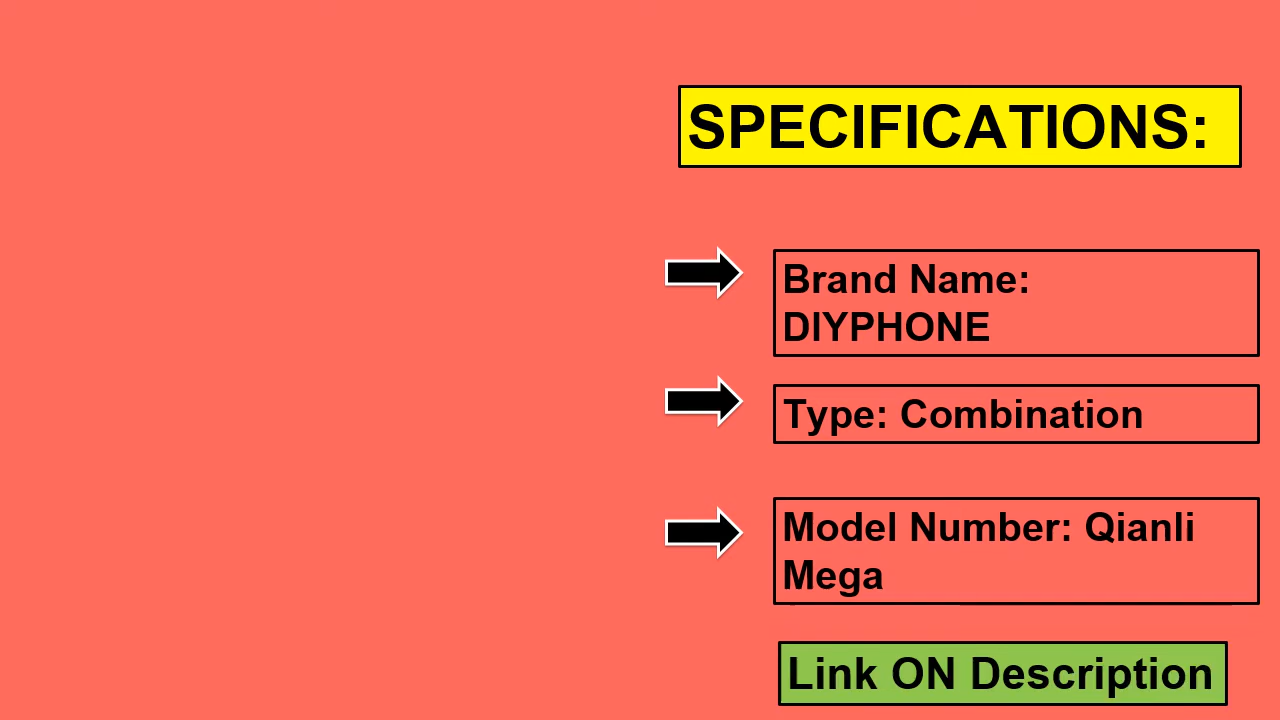 SPECIFICATIONS:
Brand Name:
DIYPHONE
Type: Combination
Model Number: Qianli
Mega
Link ON Description